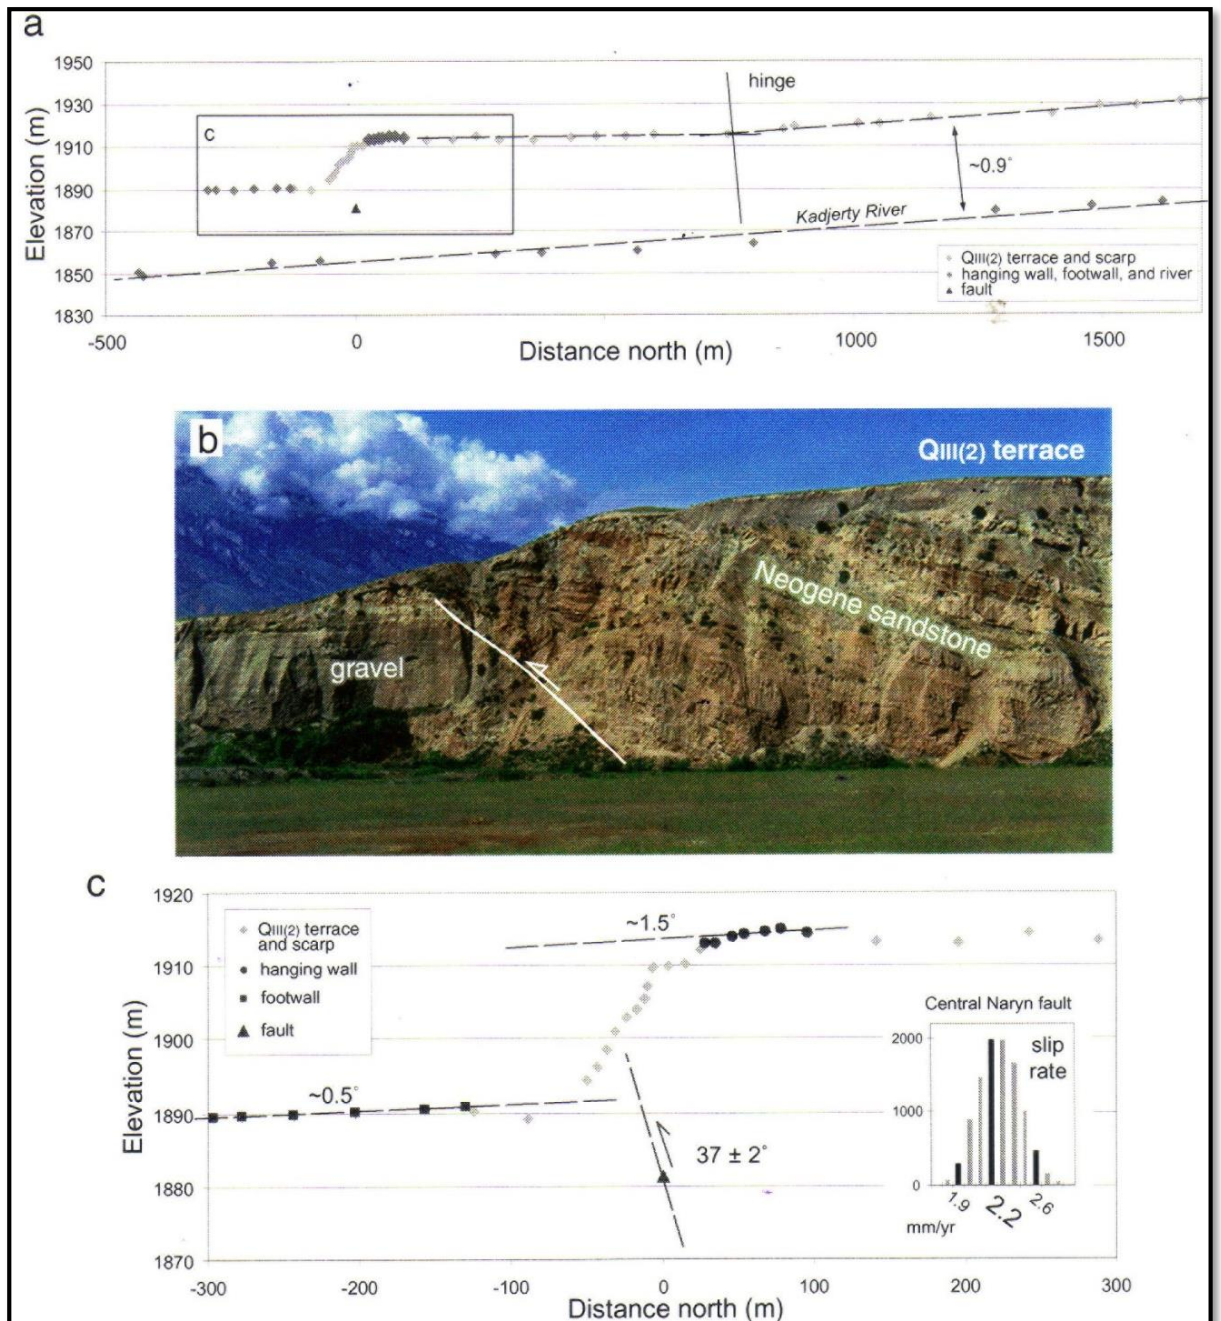 a
1950
1930
1910
1890
1870
1850
1830
Elevation (m)
c
hinge
~0.9°
Kadjerty River
QIII(2) terrace and scarp
hanging wall, footwall, and river
fault
-500
0
1000
1500
Distance north (m)
b
QIII(2) terrace
Neogene sandstone
gravel
c
1920
1910
1900
1890
1880
1870
Elevation (m)
QIII(2) terrace
and scarp
hanging wall
footwall
fault
~1.5°
~0.5°
37 ± 2°
Central Naryn fault
2000
1000
0
slip
rate
1.9
2.2
2.6
mm/yr
-300
-200
-100
0
100
200
300
Distance north (m)